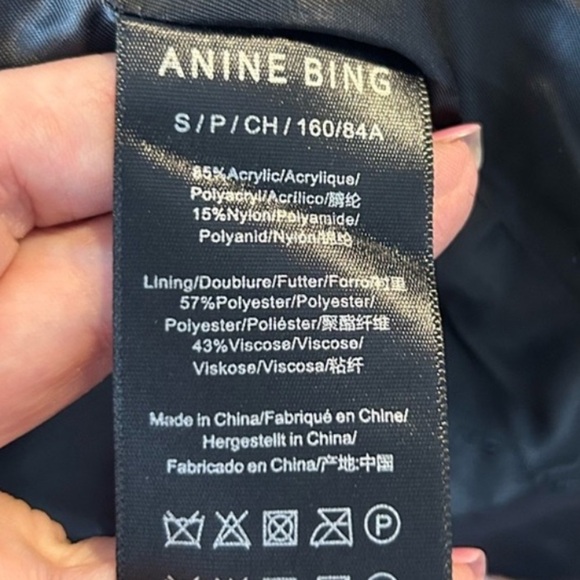 ANINE BING
S/P/CH/160/84A
85%Acrylic/Acrylique/
Polyacryl/Acrílico/腈纶
15%Nylon/Polyamide/
Polyanid/Nylon/锦纶
Lining/Doublure/Futter/Forro/衬里
57%Polyester/Polyester/
Polyester/Poliéster/聚酯纤维
43%Viscose/Viscose/
Viskose/Viscosa/粘纤
Made in China/Fabriqué en Chine/
Hergestellt in China/
Fabricado en China/产地:中国
P